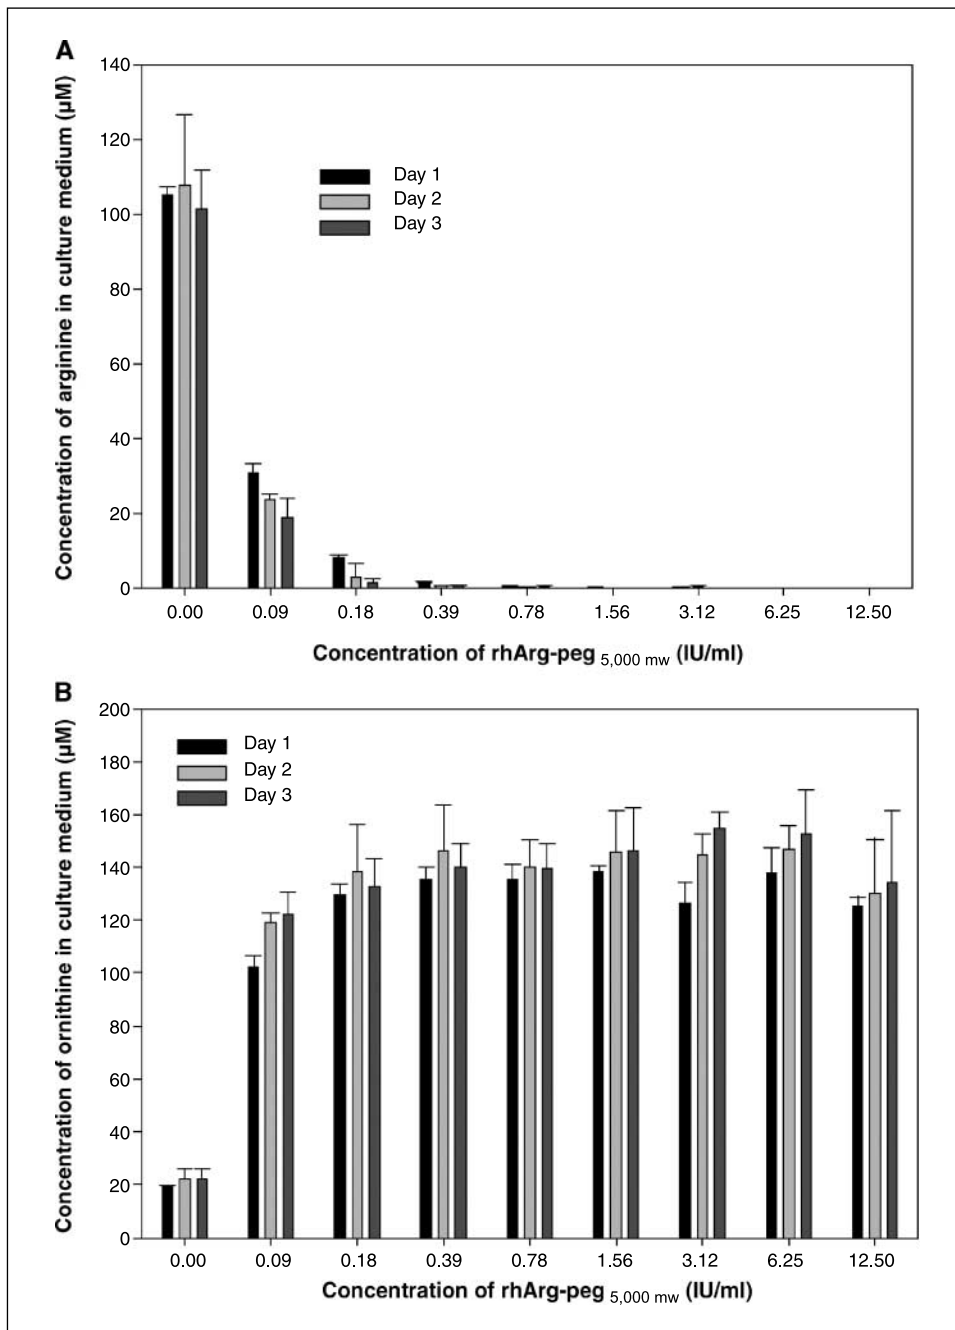 A
Concentration of arginine in culture medium (µM)
140
120
100
80
60
40
20
0
Day 1
Day 2
Day 3
0.00 0.09 0.18 0.39 0.78 1.56 3.12 6.25 12.50
Concentration of rhArg-peg 5,000 mw (IU/ml)
B
Concentration of ornithine in culture medium (µM)
200
180
160
140
120
100
80
60
40
20
0
Day 1
Day 2
Day 3
0.00 0.09 0.18 0.39 0.78 1.56 3.12 6.25 12.50
Concentration of rhArg-peg 5,000 mw (IU/ml)